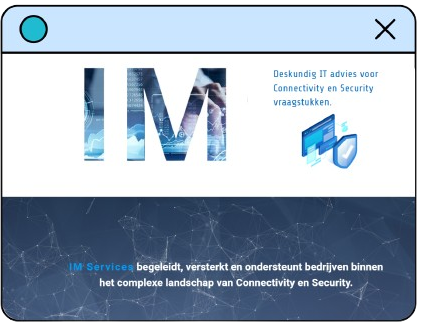 IM
Deskundig IT advies voor
Connectivity en Security
vraagstukken.
IM Services begeleidt, versterkt en ondersteunt bedrijven binnen
het complexe landschap van Connectivity en Security.